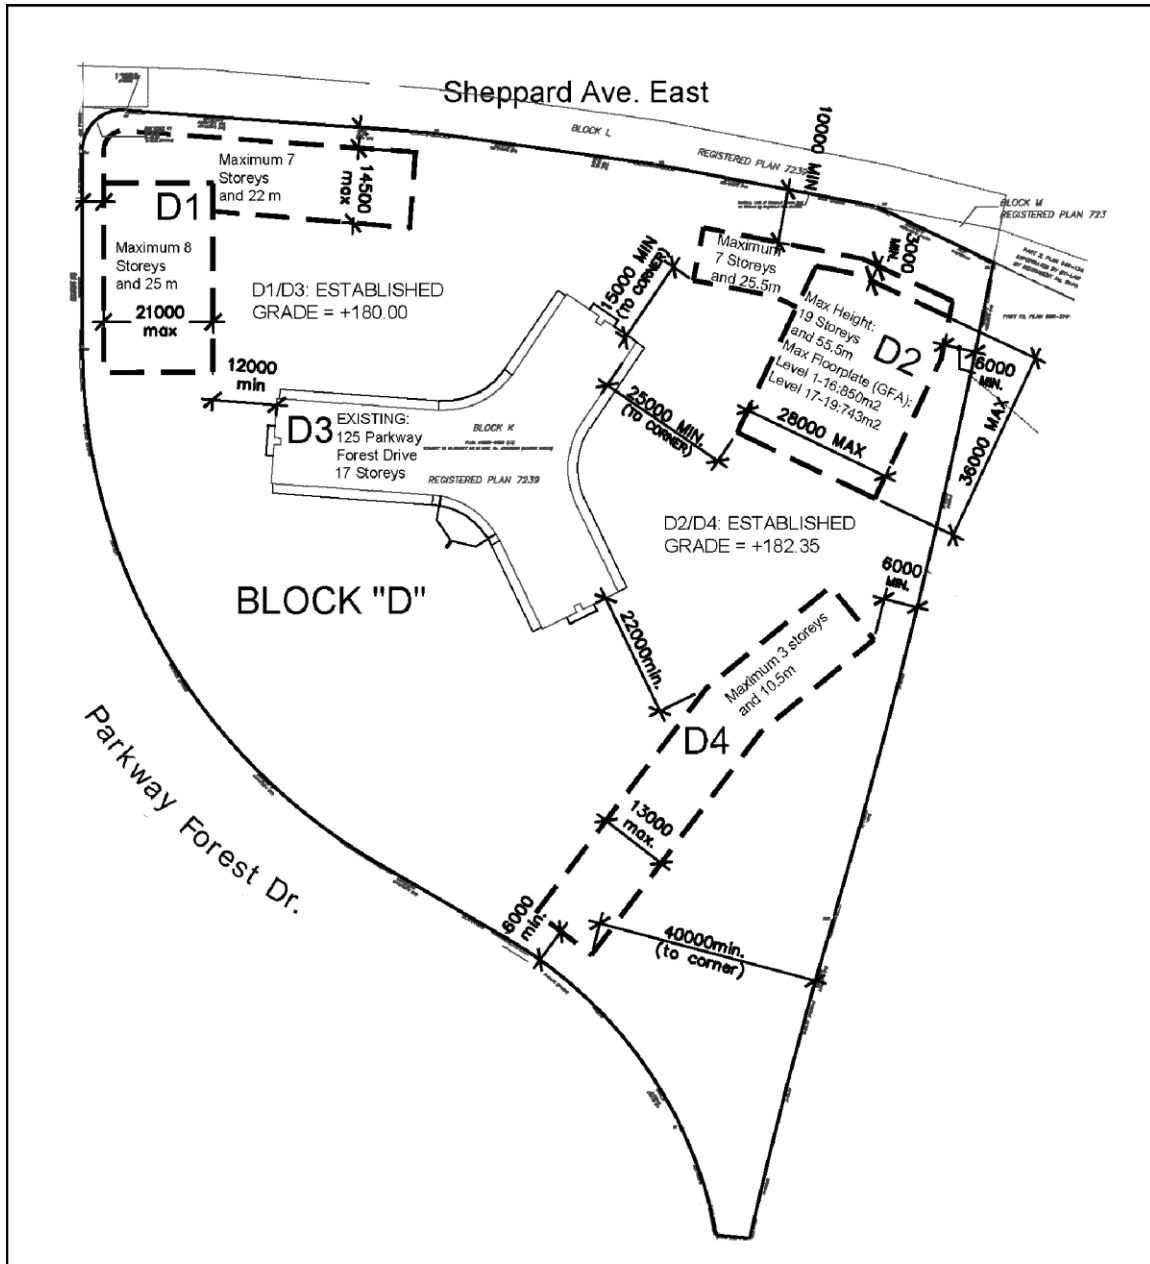 Sheppard Ave. East
BLOCK L
REGISTERED PLAN 7239
10000 MIN
BLOCK M
REGISTERED PLAN 723
Maximum 7
Storeys
and 22 m
14500
max
D1
Maximum 8
Storeys
and 25 m
21000
max
D1/D3: ESTABLISHED
GRADE = +180.00
12000
min
15000 MIN
(TO CORNER)
Maximum
7 Storeys
and 25.5m
3000
MIN.
Max Height:
19 Storeys
and 55.5m
D2
Max Floorplate (GFA):
Level 1-16:850m2
Level 17-19:743m2
6000
MIN.
28000 MAX
36000 MAX
25000 MIN.
(TO CORNER)
D3
EXISTING:
125 Parkway
Forest Drive
17 Storeys
BLOCK K
REGISTERED PLAN 7239
D2/D4: ESTABLISHED
GRADE = +182.35
6000
MIN.
BLOCK "D"
22000min.
Maximum 3 storeys
and 10.5m
D4
Parkway Forest Dr.
13000
max.
6000
min.
40000min.
(to corner)